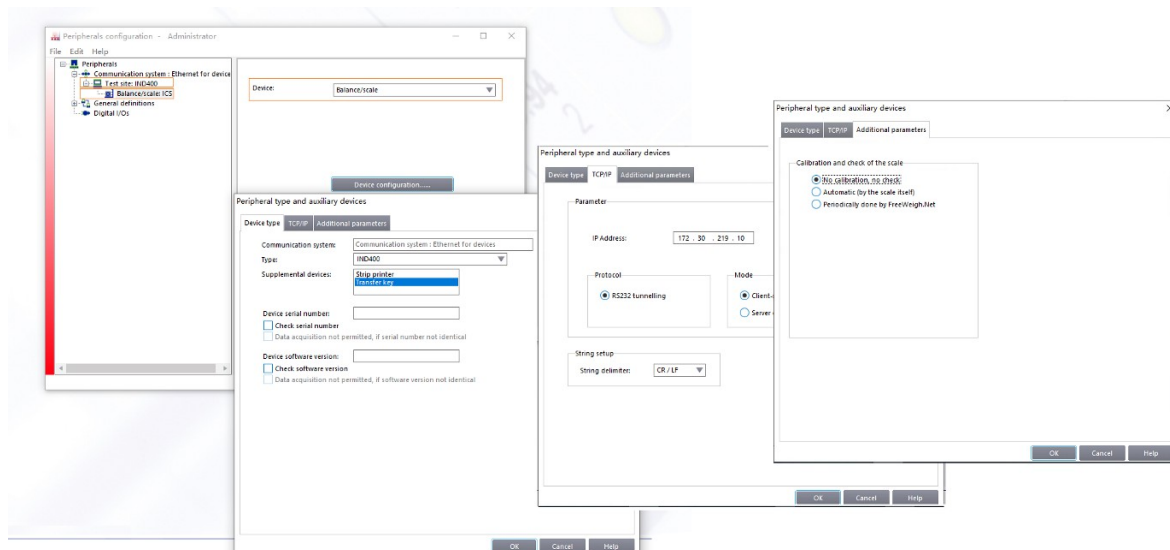 Peripherals configuration - Administrator
File Edit Help
Peripherals
Communication system : Ethernet for device
Test site: IND400
Balance/scale: ICS
General definitions
Digital I/Os
Device: Balance/scale
Device configuration.....
Peripheral type and auxiliary devices
Device type TCP/IP Additional parameters
Communication system: Communication system : Ethernet for devices
Type: IND400
Supplemental devices: Strip printer
Transfer key
Device serial number:
Check serial number
Data acquisition not permitted, if serial number not identical
Device software version:
Check software version
Data acquisition not permitted, if software version not identical
OK Cancel Help
Peripheral type and auxiliary devices
Device type TCP/IP Additional parameters
Parameter
IP Address: 172 . 30 . 219 . 10
Protocol
RS232 tunnelling
Mode
Client-
Server
String setup
String delimiter: CR / LF
OK Cancel Help
Peripheral type and auxiliary devices
Device type TCP/IP Additional parameters
Calibration and check of the scale
No calibration, no check
Automatic (by the scale itself)
Periodically done by FreeWeigh.Net
OK Cancel Help